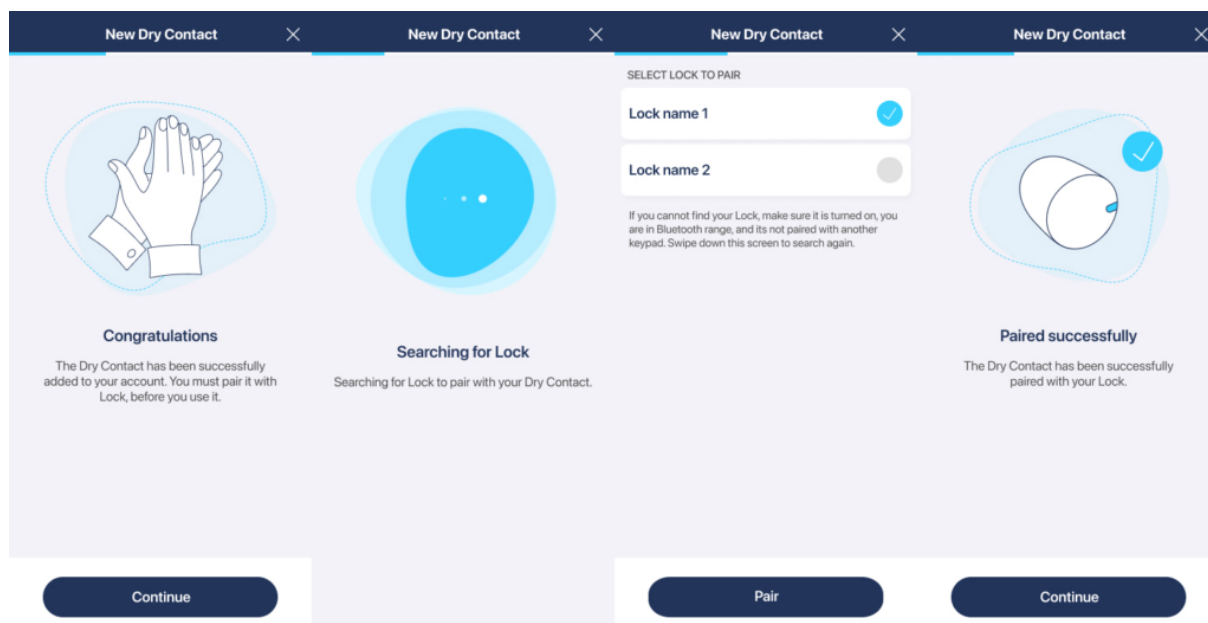 New Dry Contact
Congratulations
The Dry Contact has been successfully
added to your account. You must pair it with
Lock, before you use it.
Continue
New Dry Contact
Searching for Lock
Searching for Lock to pair with your Dry Contact.
New Dry Contact
SELECT LOCK TO PAIR
Lock name 1
Lock name 2
If you cannot find your Lock, make sure it is turned on, you
are in Bluetooth range, and its not paired with another
keypad. Swipe down this screen to search again.
Pair
New Dry Contact
Paired successfully
The Dry Contact has been successfully
paired with your Lock.
Continue